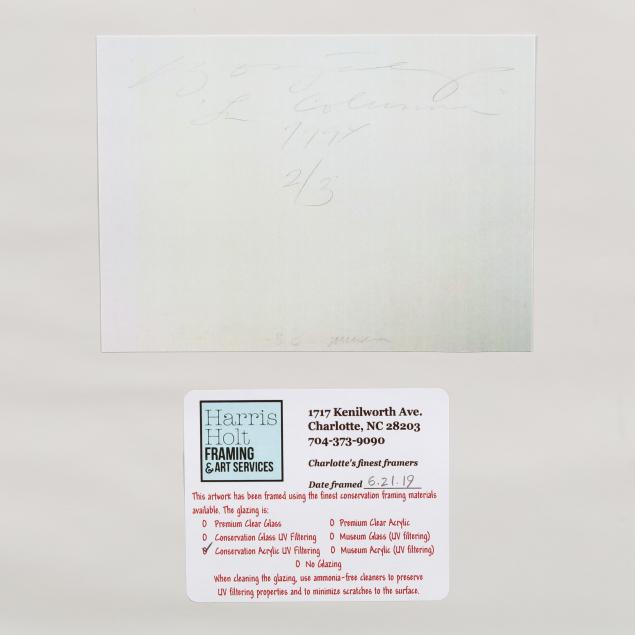 2/3
S.C. museum
Harris
Holt
FRAMING
& ART SERVICES
1717 Kenilworth Ave.
Charlotte, NC 28203
704-373-9090
Charlotte's finest framers
Date framed 6.21.19
This artwork has been framed using the finest conservation framing materials
available. The glazing is:
O Premium Clear Glass O Premium Clear Acrylic
O Conservation Glass UV Filtering O Museum Glass (UV filtering)
O Conservation Acrylic UV Filtering O Museum Acrylic (UV filtering)
O No Glazing
When cleaning the glazing, use ammonia-free cleaners to preserve
UV filtering properties and to minimize scratches to the surface.